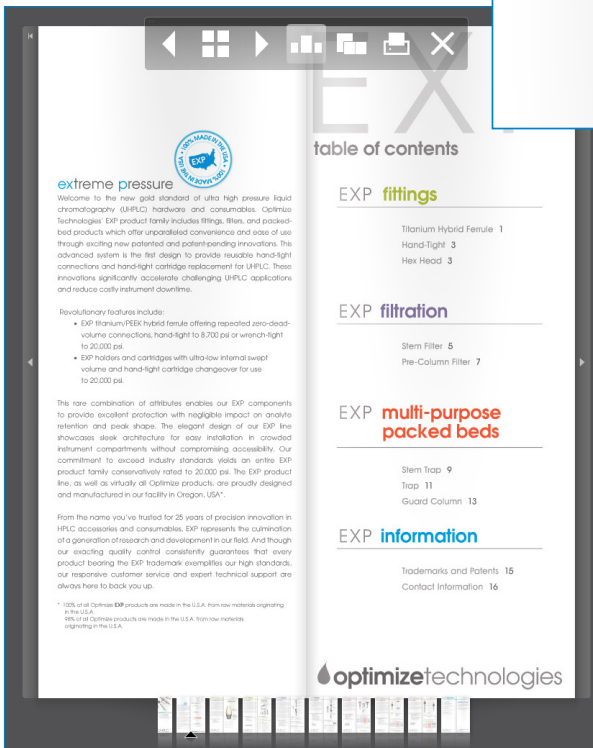 100% MADE IN THE USA • 100% MADE IN THE USA •
EXP
extreme pressure
Welcome to the new gold standard of ultra high pressure liquid
chromatography (UHPLC) hardware and consumables. Optimize
Technologies' EXP product family includes fittings, filters, and packed-
bed products which offer unparalleled convenience and ease of use
through exciting new patented and patent-pending innovations. This
advanced system is the first design to provide reusable hand-tight
connections and hand-tight cartridge replacement for UHPLC. These
innovations significantly accelerate challenging UHPLC applications
and reduce costly instrument downtime.
Revolutionary features include:
• EXP titanium/PEEK hybrid ferrule offering repeated zero-dead-
volume connections, hand-tight to 8,700 psi or wrench-tight
to 20,000 psi.
• EXP holders and cartridges with ultra-low internal swept
volume and hand-tight cartridge changeover for use
to 20,000 psi.
This rare combination of attributes enables our EXP components
to provide excellent protection with negligible impact on analyte
retention and peak shape. The elegant design of our EXP line
showcases sleek architecture for easy installation in crowded
instrument compartments without compromising accessibility. Our
commitment to exceed industry standards yields an entire EXP
product family conservatively rated to 20,000 psi. The EXP product
line, as well as virtually all Optimize products, are proudly designed
and manufactured in our facility in Oregon, USA*.
From the name you've trusted for 25 years of precision innovation in
HPLC accessories and consumables, EXP represents the culmination
of a generation of research and development in our field. And though
our exacting quality control consistently guarantees that every
product bearing the EXP trademark exemplifies our high standards,
our responsive customer service and expert technical support are
always here to back you up.
* 100% of all Optimize EXP products are made in the U.S.A. from raw materials originating
in the U.S.A.
98% of all Optimize products are made in the U.S.A. from raw materials
originating in the U.S.A.
EX
table of contents
EXP fittings
Titanium Hybrid Ferrule 1
Hand-Tight 3
Hex Head 3
EXP filtration
Stem Filter 5
Pre-Column Filter 7
EXP multi-purpose
packed beds
Stem Trap 9
Trap 11
Guard Column 13
EXP information
Trademarks and Patents 15
Contact Information 16
optimizetechnologies